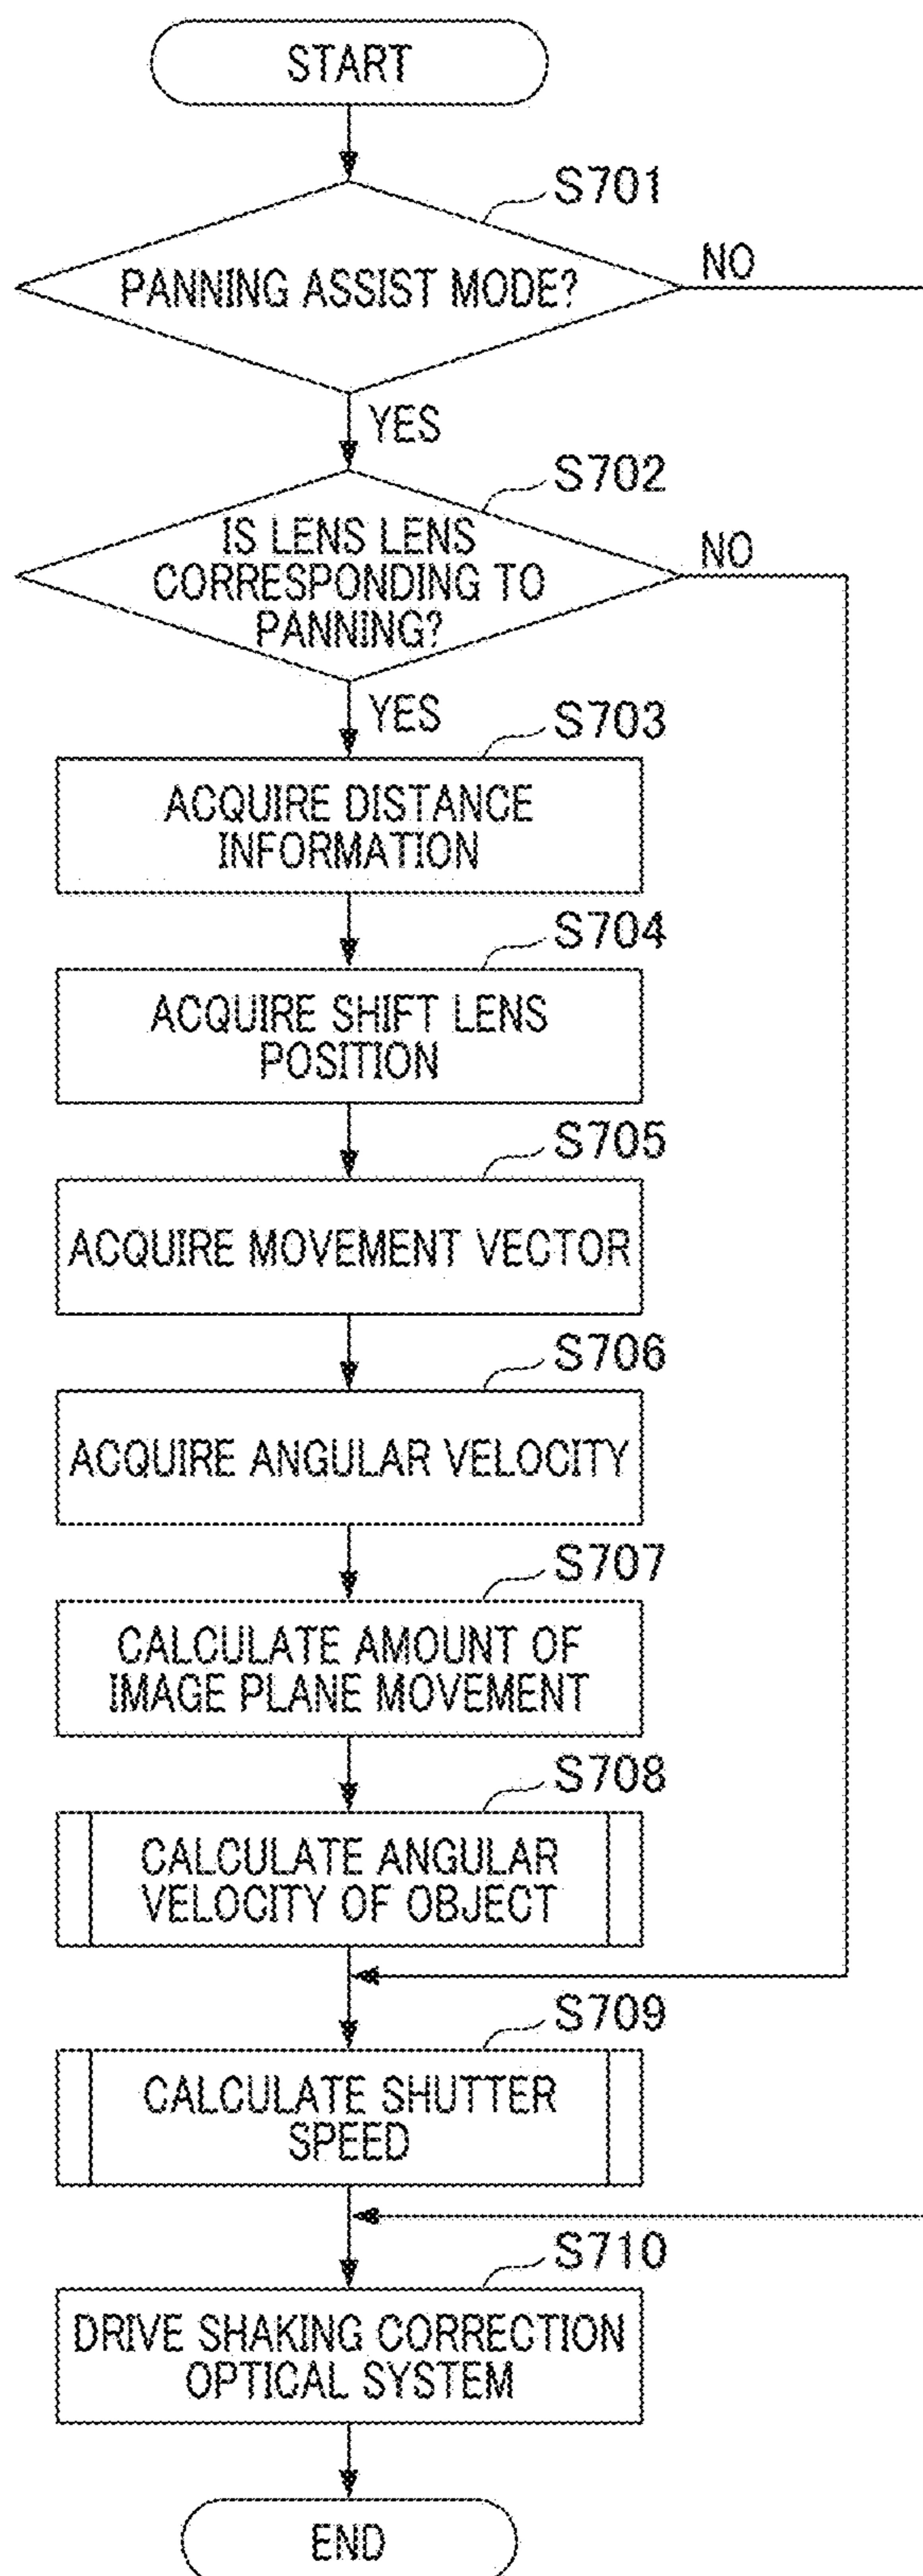 START
S701
PANNING ASSIST MODE?
NO
YES
S702
IS LENS LENS
CORRESPONDING TO
PANNING?
NO
YES
S703
ACQUIRE DISTANCE
INFORMATION
S704
ACQUIRE SHIFT LENS
POSITION
S705
ACQUIRE MOVEMENT VECTOR
S706
ACQUIRE ANGULAR VELOCITY
S707
CALCULATE AMOUNT OF
IMAGE PLANE MOVEMENT
S708
CALCULATE ANGULAR
VELOCITY OF OBJECT
S709
CALCULATE SHUTTER
SPEED
S710
DRIVE SHAKING CORRECTION
OPTICAL SYSTEM
END